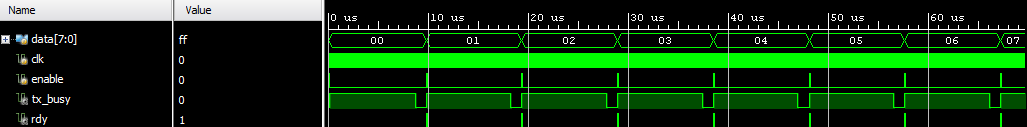 Name Value 0 us 10 us 20 us 30 us 40 us 50 us 60 us
data[7:0] ff 00 01 02 03 04 05 06 07
clk 0
enable 0
tx_busy 0
rdy 1